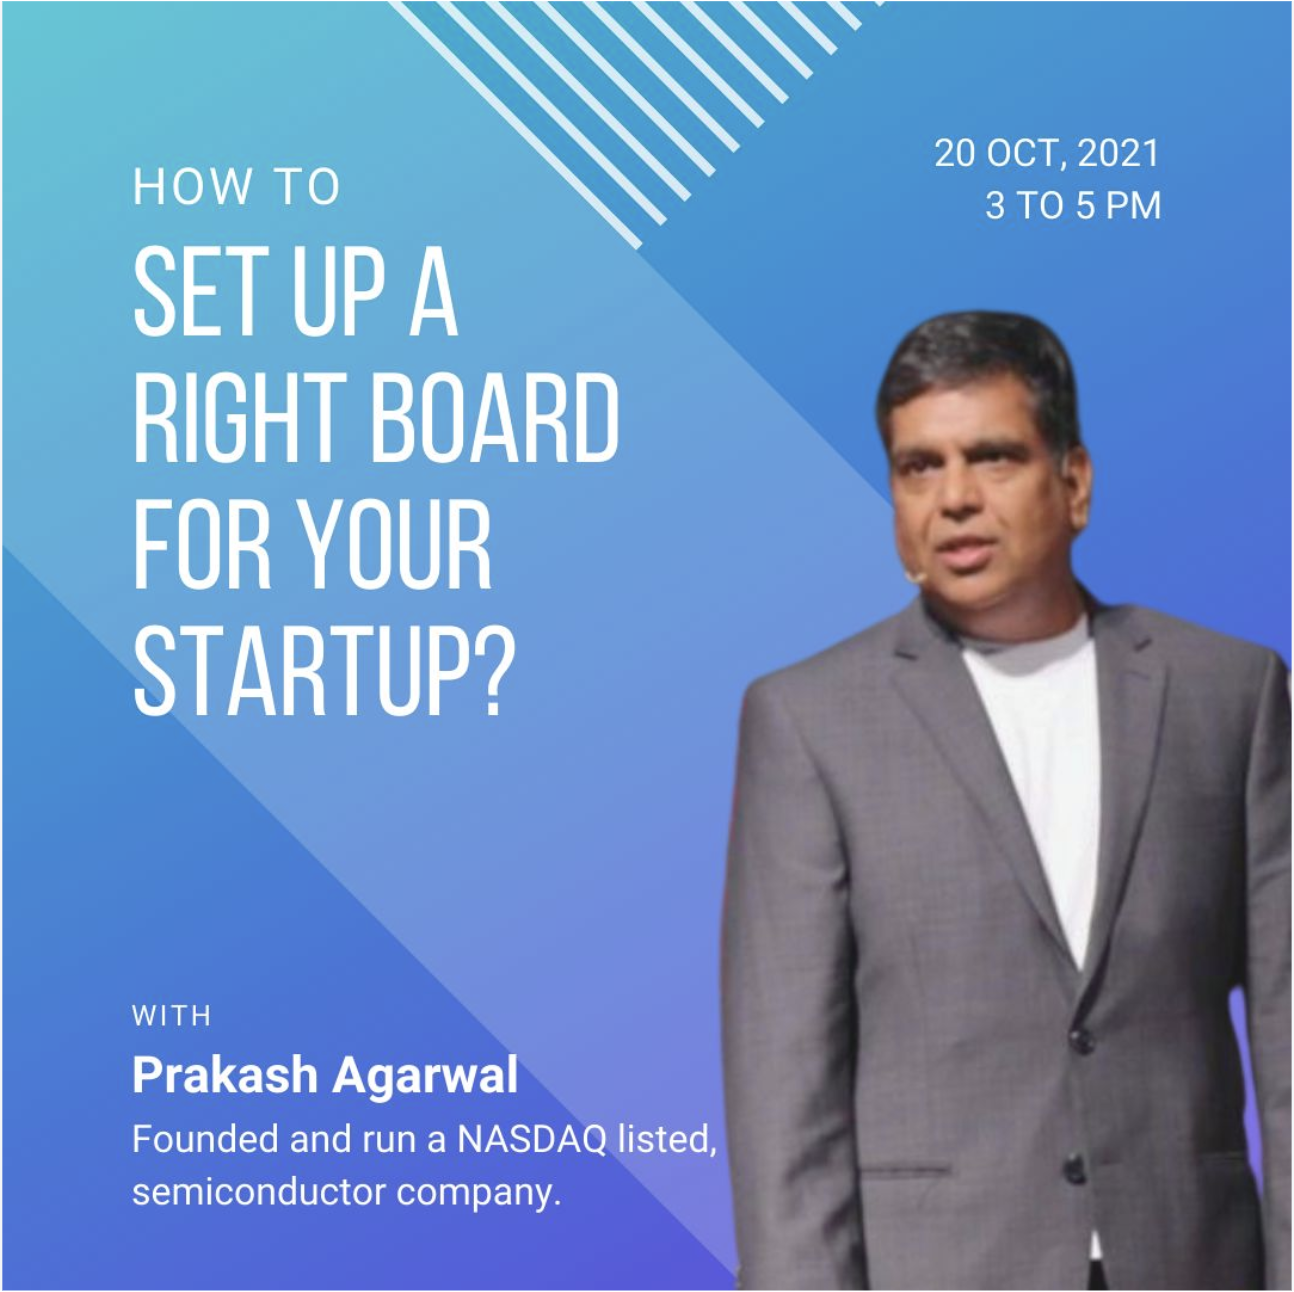 HOW TO
SET UP A
RIGHT BOARD
FOR YOUR
STARTUP?
20 OCT, 2021
3 TO 5 PM
WITH
Prakash Agarwal
Founded and run a NASDAQ listed,
semiconductor company.